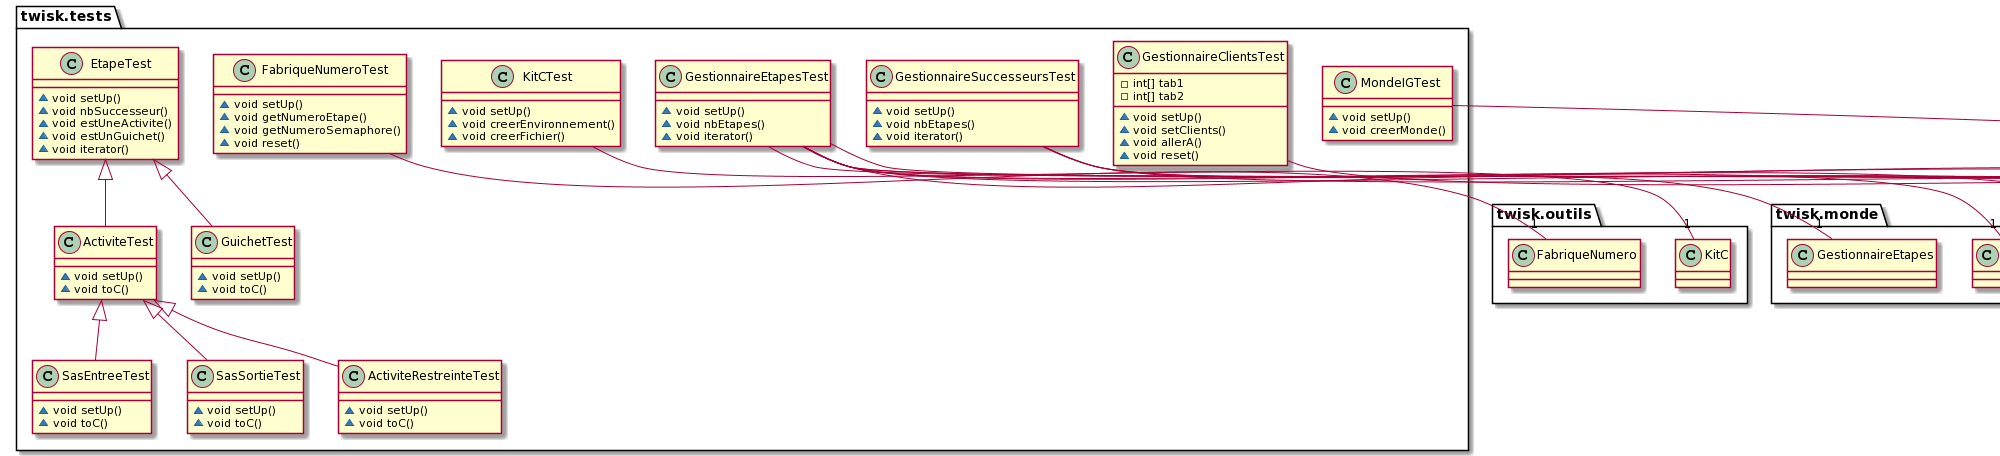 twisk.tests
C EtapeTest
void setUp()
void nbSuccesseur()
void estUneActivite()
void estUnGuichet()
void iterator()
C FabriqueNumeroTest
void setUp()
void getNumeroEtape()
void getNumeroSemaphore()
void reset()
C KitCTest
void setUp()
void creerEnvironnement()
void creerFichier()
C GestionnaireEtapesTest
void setUp()
void nbEtapes()
void iterator()
C GestionnaireSuccesseursTest
void setUp()
void nbEtapes()
void iterator()
C GestionnaireClientsTest
int[] tab1
int[] tab2
void setUp()
void setClients()
void allerA()
void reset()
C MondeIGTest
void setUp()
void creerMonde()
C ActiviteTest
void setUp()
void toC()
C GuichetTest
void setUp()
void toC()
C SasEntreeTest
void setUp()
void toC()
C SasSortieTest
void setUp()
void toC()
C ActiviteRestreinteTest
void setUp()
void toC()
twisk.outils
1
1
C FabriqueNumero
C KitC
twisk.monde
1
1
C GestionnaireEtapes
C